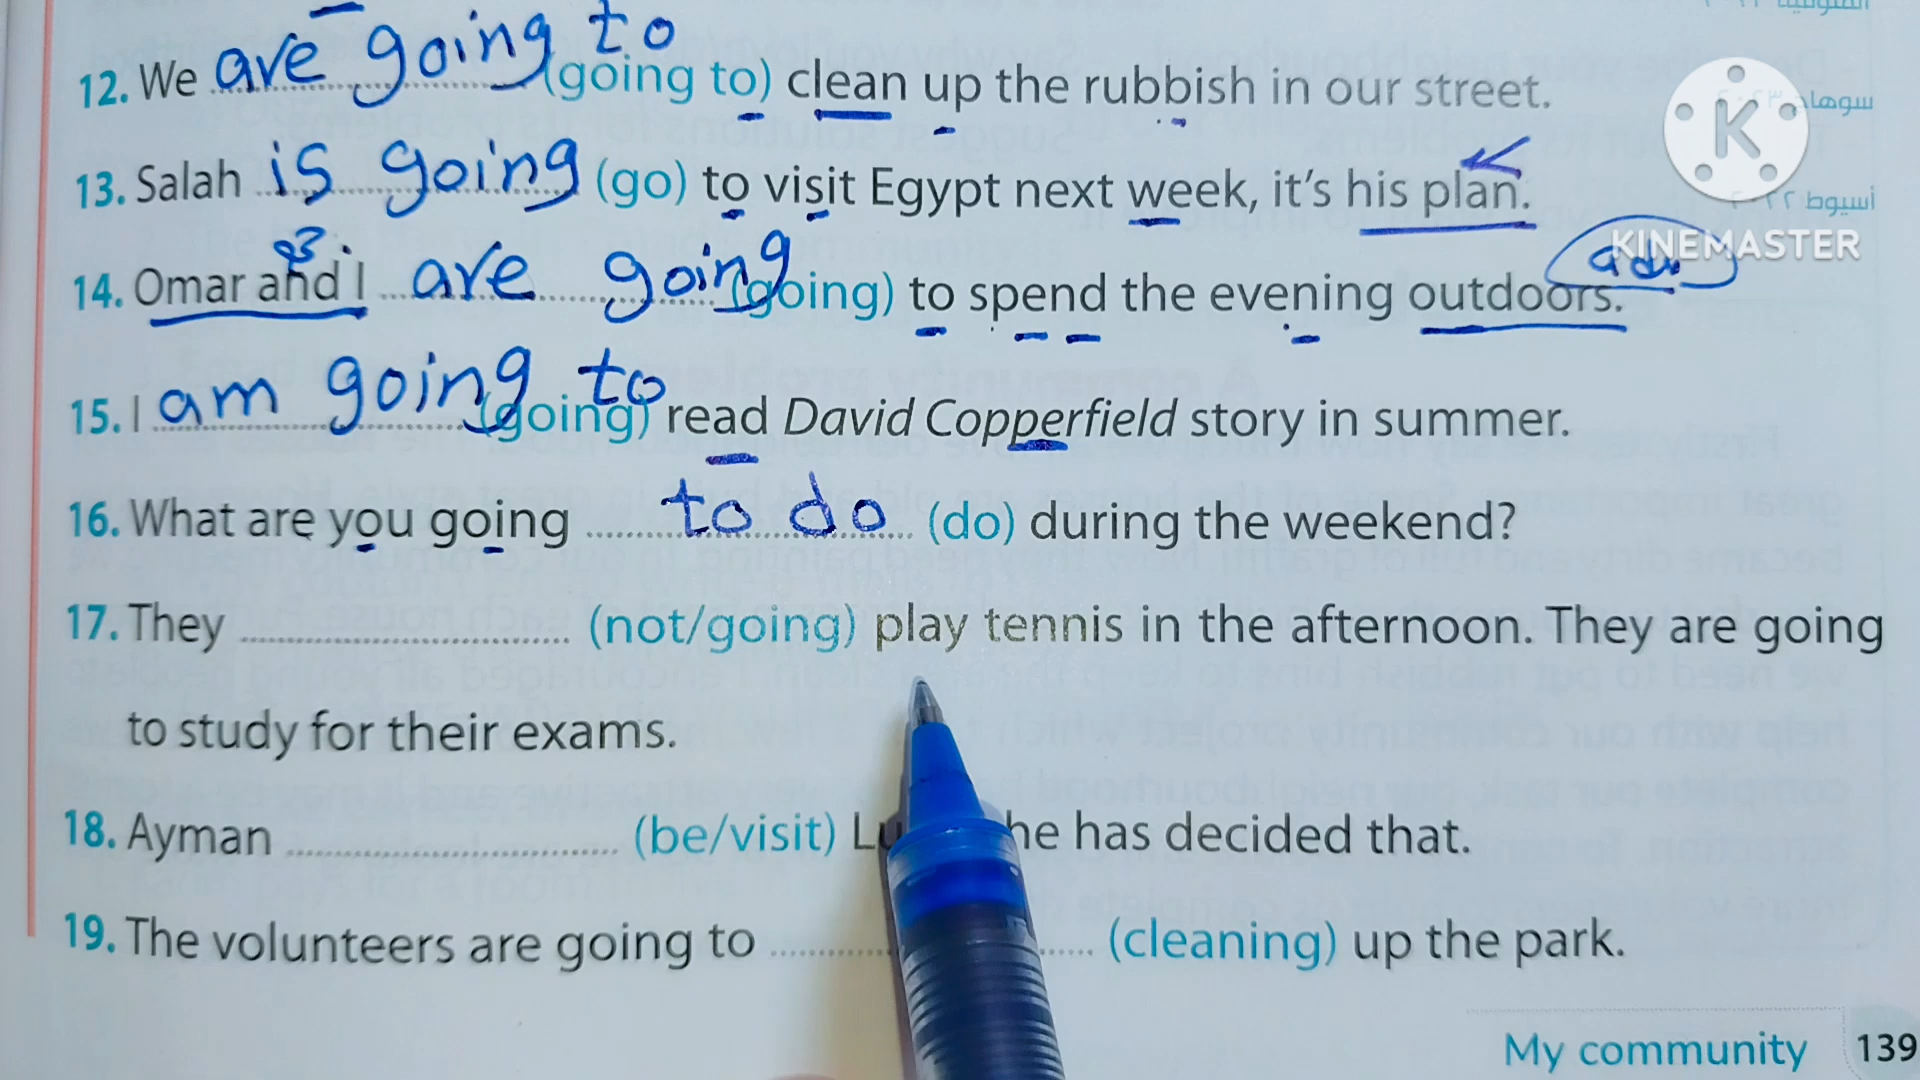 12. We are going to (going to) clean up the rubbish in our street.
سوهاج
K
13. Salah is going (go) to visit Egypt next week, it's his plan.
أسيوط
KINEMASTER
adv
و
14. Omar and I are going (going) to spend the evening outdoors.
15. I am going to (going) read David Copperfield story in summer.
16. What are you going to do (do) during the weekend?
17. They .................... (not/going) play tennis in the afternoon. They are going
to study for their exams.
18. Ayman .................... (be/visit) he has decided that.
19. The volunteers are going to .................... (cleaning) up the park.
My community 139